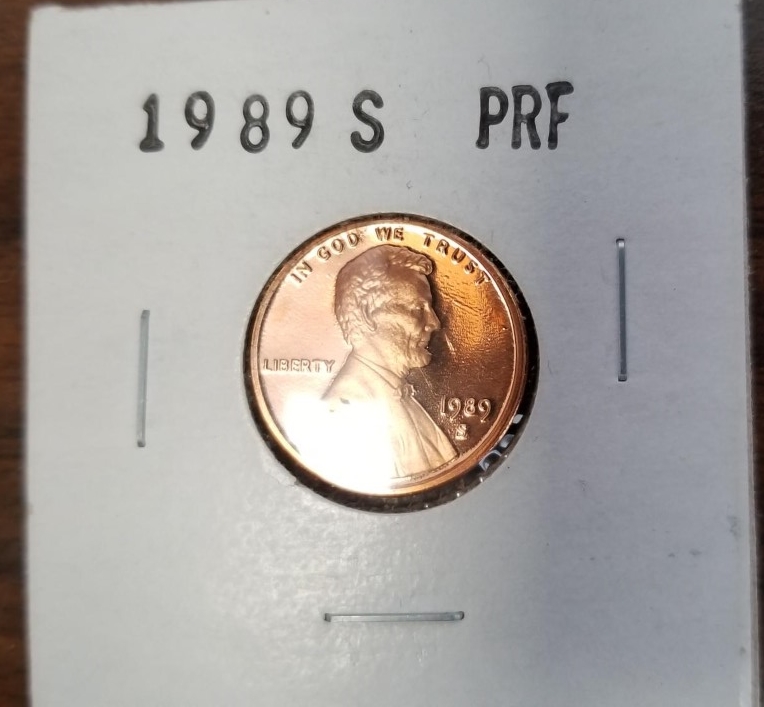 1989 S PRF
IN GOD WE TRUST
LIBERTY
1989
S